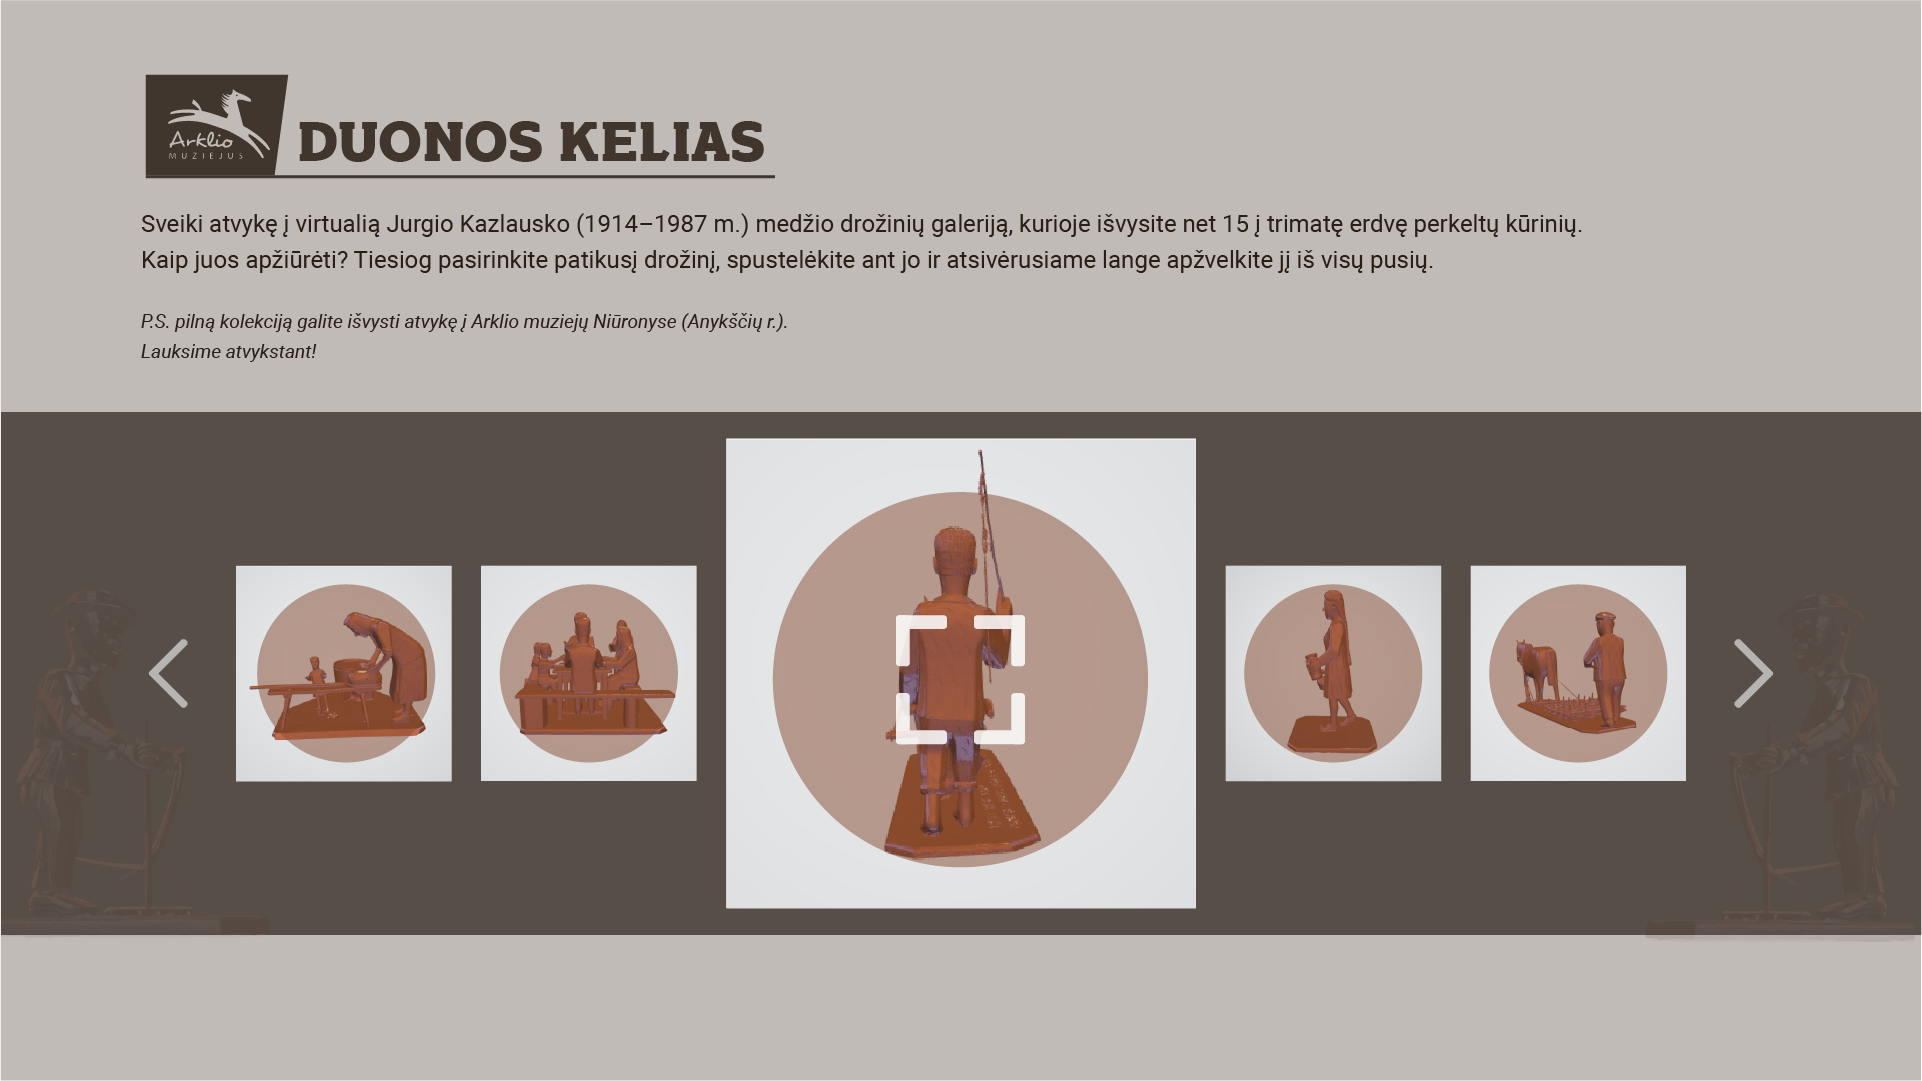 Arklio
MUZIEJUS
DUONOS KELIAS
Sveiki atvykę į virtualią Jurgio Kazlausko (1914–1987 m.) medžio drožinių galeriją, kurioje išvysite net 15 į trimatę erdvę perkeltų kūrinių.
Kaip juos apžiūrėti? Tiesiog pasirinkite patikusį drožinį, spustelėkite ant jo ir atsivėrusiame lange apžvelkite jį iš visų pusių.
P.S. pilną kolekciją galite išvysti atvykę į Arklio muziejų Niūronyse (Anykščių r.).
Lauksime atvykstant!